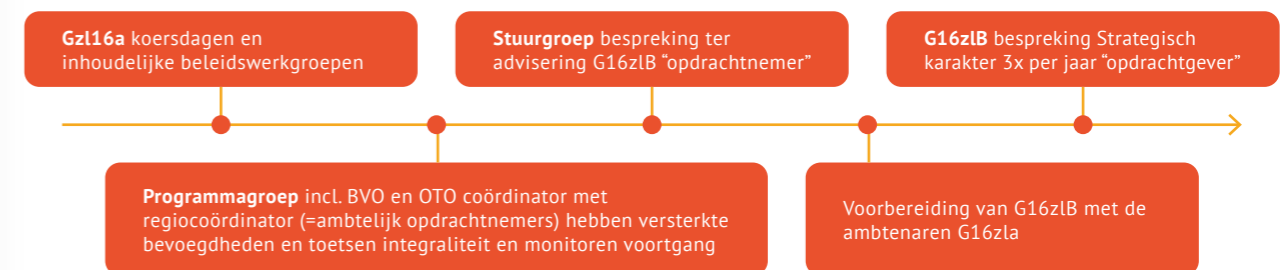 Gzl16a koersdagen en
inhoudelijke beleidswerkgroepen
Programmagroep incl. BVO en OTO coördinator met
regiocoördinator (=ambtelijk opdrachtnemers) hebben versterkte
bevoegdheden en toetsen integraliteit en monitoren voortgang
Stuurgroep bespreking ter
advisering G16zlB “opdrachtnemer”
Voorbereiding van G16zlB met de
ambtenaren G16zla
G16zlB bespreking Strategisch
karakter 3x per jaar “opdrachtgever”